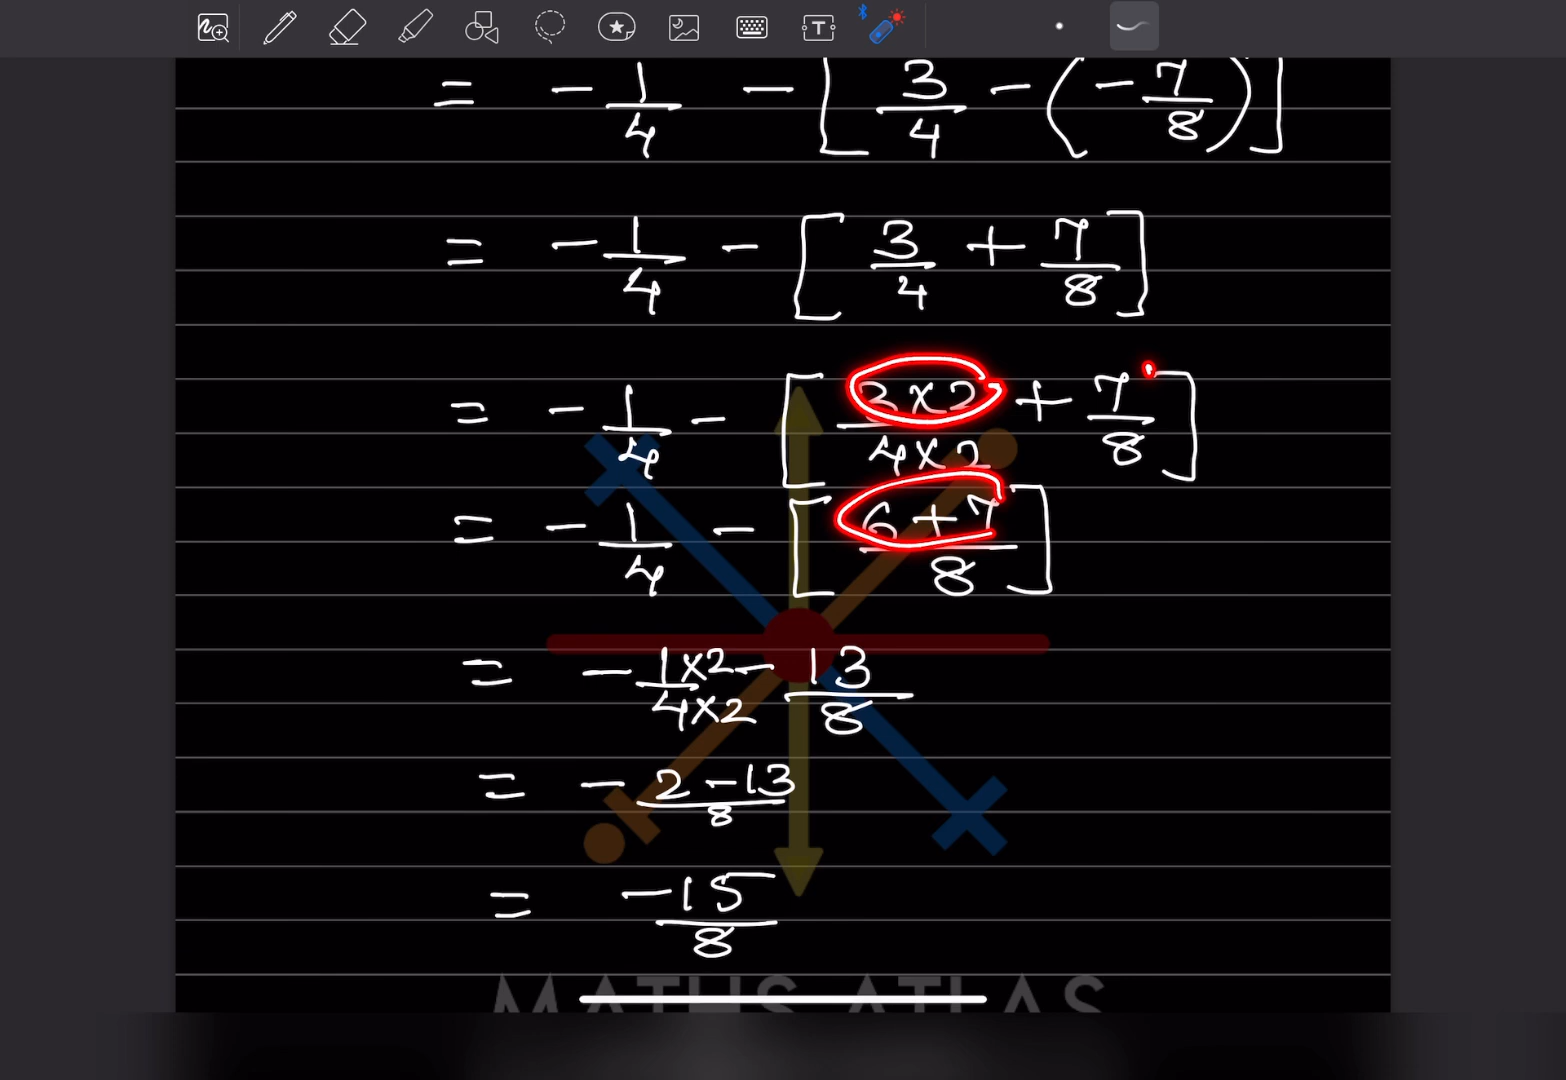 = - 1/4 - [ 3/4 - ( - 7/8 ) ]
= - 1/4 - [ 3/4 + 7/8 ]
= - 1/4 - [ 3×2/4×2 + 7/8 ]
= - 1/4 - [ 6+7/8 ]
= - 1×2/4×2 - 13/8
= - 2-13/8
= -15/8
MATHS ATLAS